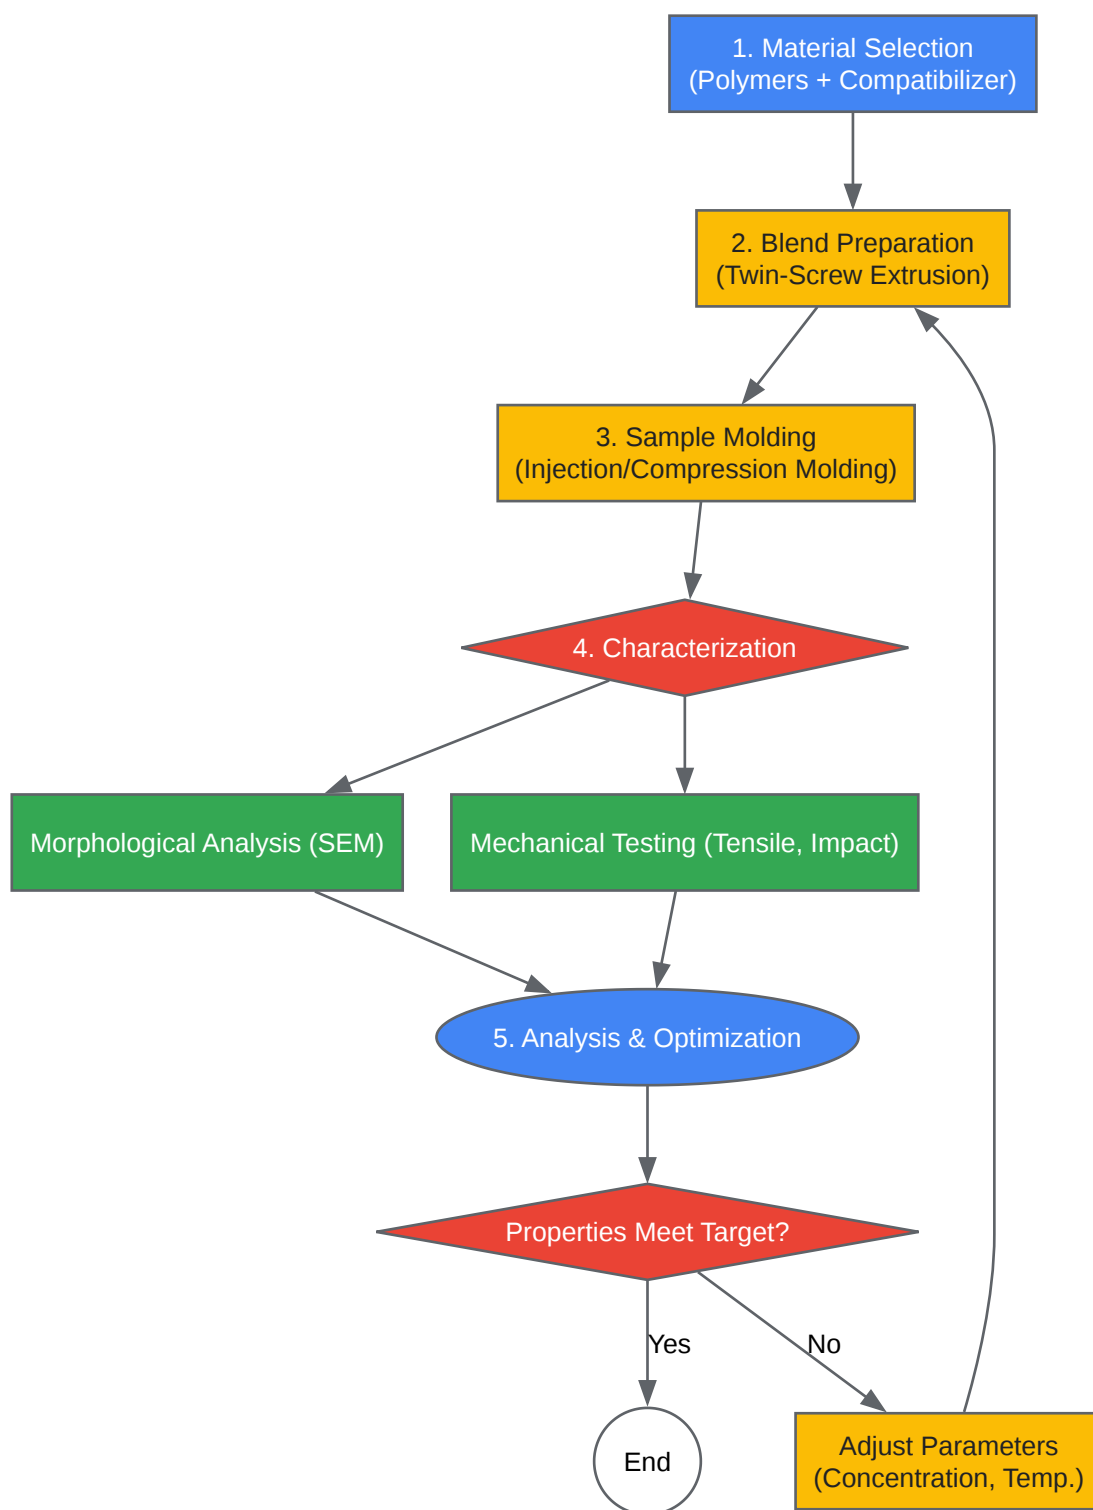 1. Material Selection
(Polymers + Compatibilizer)
2. Blend Preparation
(Twin-Screw Extrusion)
3. Sample Molding
(Injection/Compression Molding)
4. Characterization
Morphological Analysis (SEM)
Mechanical Testing (Tensile, Impact)
5. Analysis & Optimization
Properties Meet Target?
Yes
No
End
Adjust Parameters
(Concentration, Temp.)